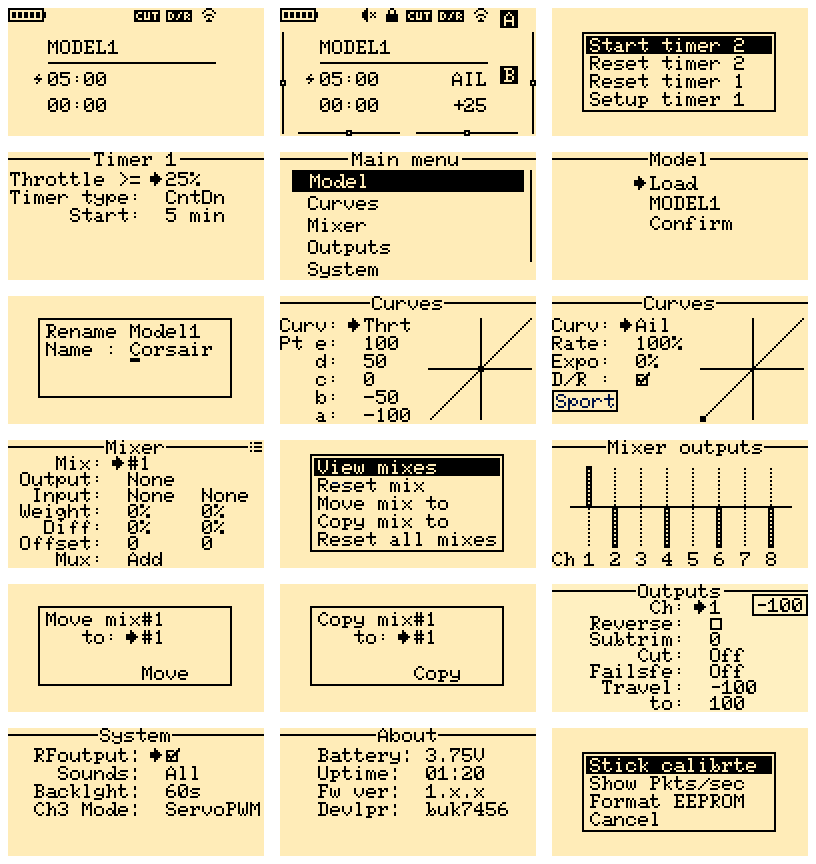 CUT D/R
MODEL1
05:00
00:00
CUT D/R A
MODEL1
05:00 AIL B
00:00 +25
Start timer 2
Reset timer 2
Reset timer 1
Setup timer 1
Timer 1
Throttle >= 25%
Timer type: CntDn
Start: 5 min
Main menu
Model
Curves
Mixer
Outputs
System
Model
Load
MODEL1
Confirm
Rename Model1
Name : Corsair
Curves
Curv: Thrt
Pt e: 100
d: 50
c: 0
b: -50
a: -100
Curves
Curv: Ail
Rate: 100%
Expo: 0%
D/R :
Sport
Mixer
Mix: #1
Output: None
Input: None None
Weight: 0% 0%
Diff: 0% 0%
Offset: 0 0
Mux: Add
View mixes
Reset mix
Move mix to
Copy mix to
Reset all mixes
Mixer outputs
Ch 1 2 3 4 5 6 7 8
Move mix#1
to: #1
Move
Copy mix#1
to: #1
Copy
Outputs
Ch: 1 -100
Reverse:
Subtrim: 0
Cut: Off
Failsfe: Off
Travel: -100
to: 100
System
RFoutput:
Sounds: All
Backlght: 60s
Ch3 Mode: ServoPWM
About
Battery: 3.75V
Uptime: 01:20
Fw ver: 1.x.x
Devlpr: buk7456
Stick calibrte
Show Pkts/sec
Format EEPROM
Cancel